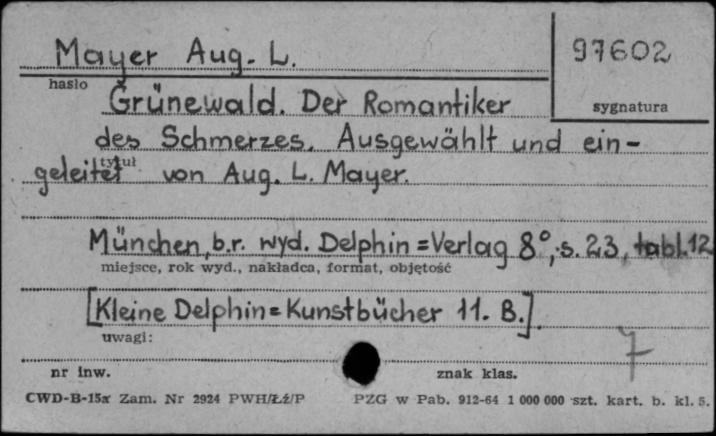 Mayer Aug. L.
97602
hasło
sygnatura
Grünewald. Der Romantiker
des Schmerzes. Ausgewählt und ein-
tytuł
geleitet von Aug. L. Mayer.
München, b.r. wyd. Delphin=Verlag 8°, s. 23, tabl. 12
miejsce, rok wyd., nakładca, format, objętość
[Kleine Delphin=Kunstbücher 11. B.].
uwagi:
7
nr inw.
znak klas.
CWD-B-15a Zam. Nr 2924 PWH/Łź/P PZG w Pab. 912-64 1 000 000 szt. kart. b. kl. 5.